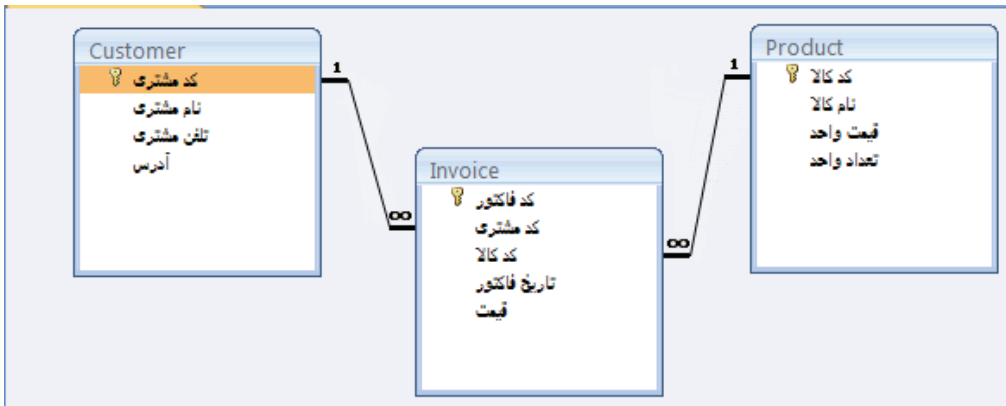 Customer
کد مشتری
نام مشتری
تلفن مشتری
آدرس
1
∞
Invoice
کد فاکتور
کد مشتری
کد کالا
تاریخ فاکتور
قیمت
1
∞
Product
کد کالا
نام کالا
قیمت واحد
تعداد واحد